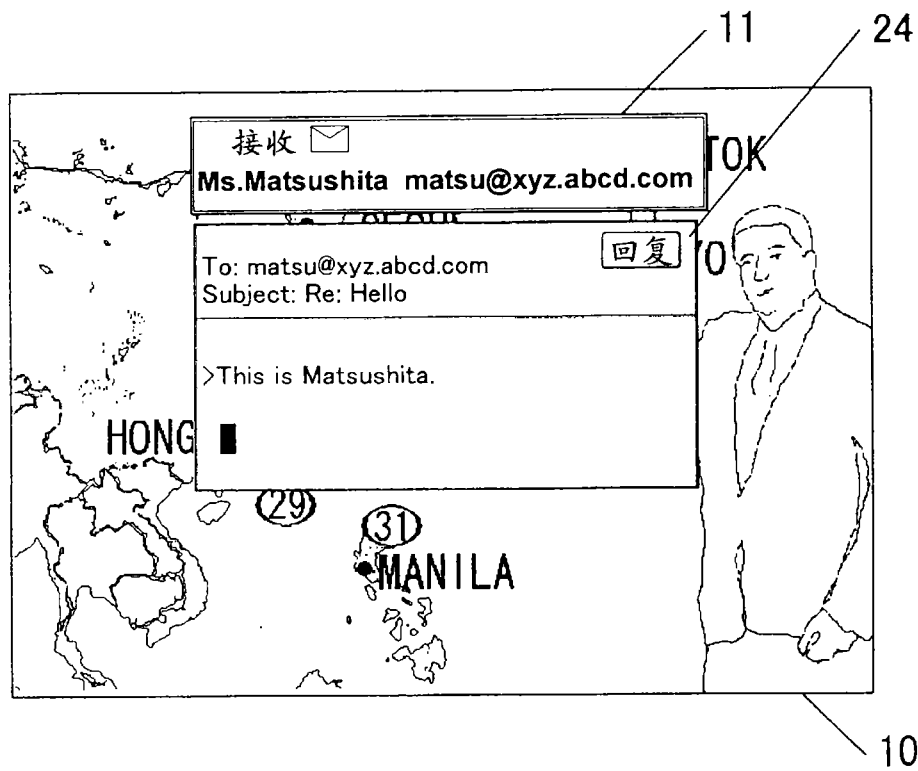 11
24
接收
TOK
Ms.Matsushita matsu@xyz.abcd.com
回复
YO
To: matsu@xyz.abcd.com
Subject: Re: Hello
>This is Matsushita.
HONG
29
31
MANILA
10